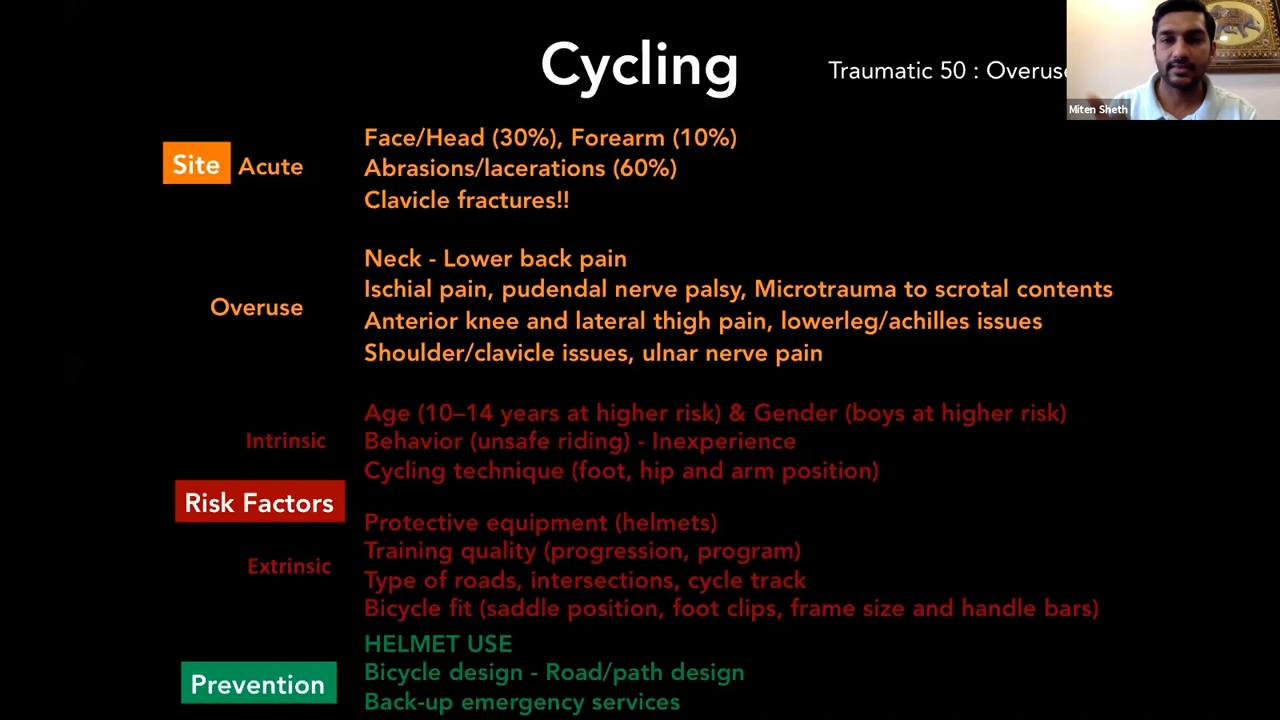 Cycling
Traumatic 50 : Overuse
Miten Sheth
Site
Acute
Face/Head (30%), Forearm (10%)
Abrasions/lacerations (60%)
Clavicle fractures!!
Overuse
Neck - Lower back pain
Ischial pain, pudendal nerve palsy, Microtrauma to scrotal contents
Anterior knee and lateral thigh pain, lowerleg/achilles issues
Shoulder/clavicle issues, ulnar nerve pain
Risk Factors
Intrinsic
Age (10–14 years at higher risk) & Gender (boys at higher risk)
Behavior (unsafe riding) - Inexperience
Cycling technique (foot, hip and arm position)
Extrinsic
Protective equipment (helmets)
Training quality (progression, program)
Type of roads, intersections, cycle track
Bicycle fit (saddle position, foot clips, frame size and handle bars)
Prevention
HELMET USE
Bicycle design - Road/path design
Back-up emergency services